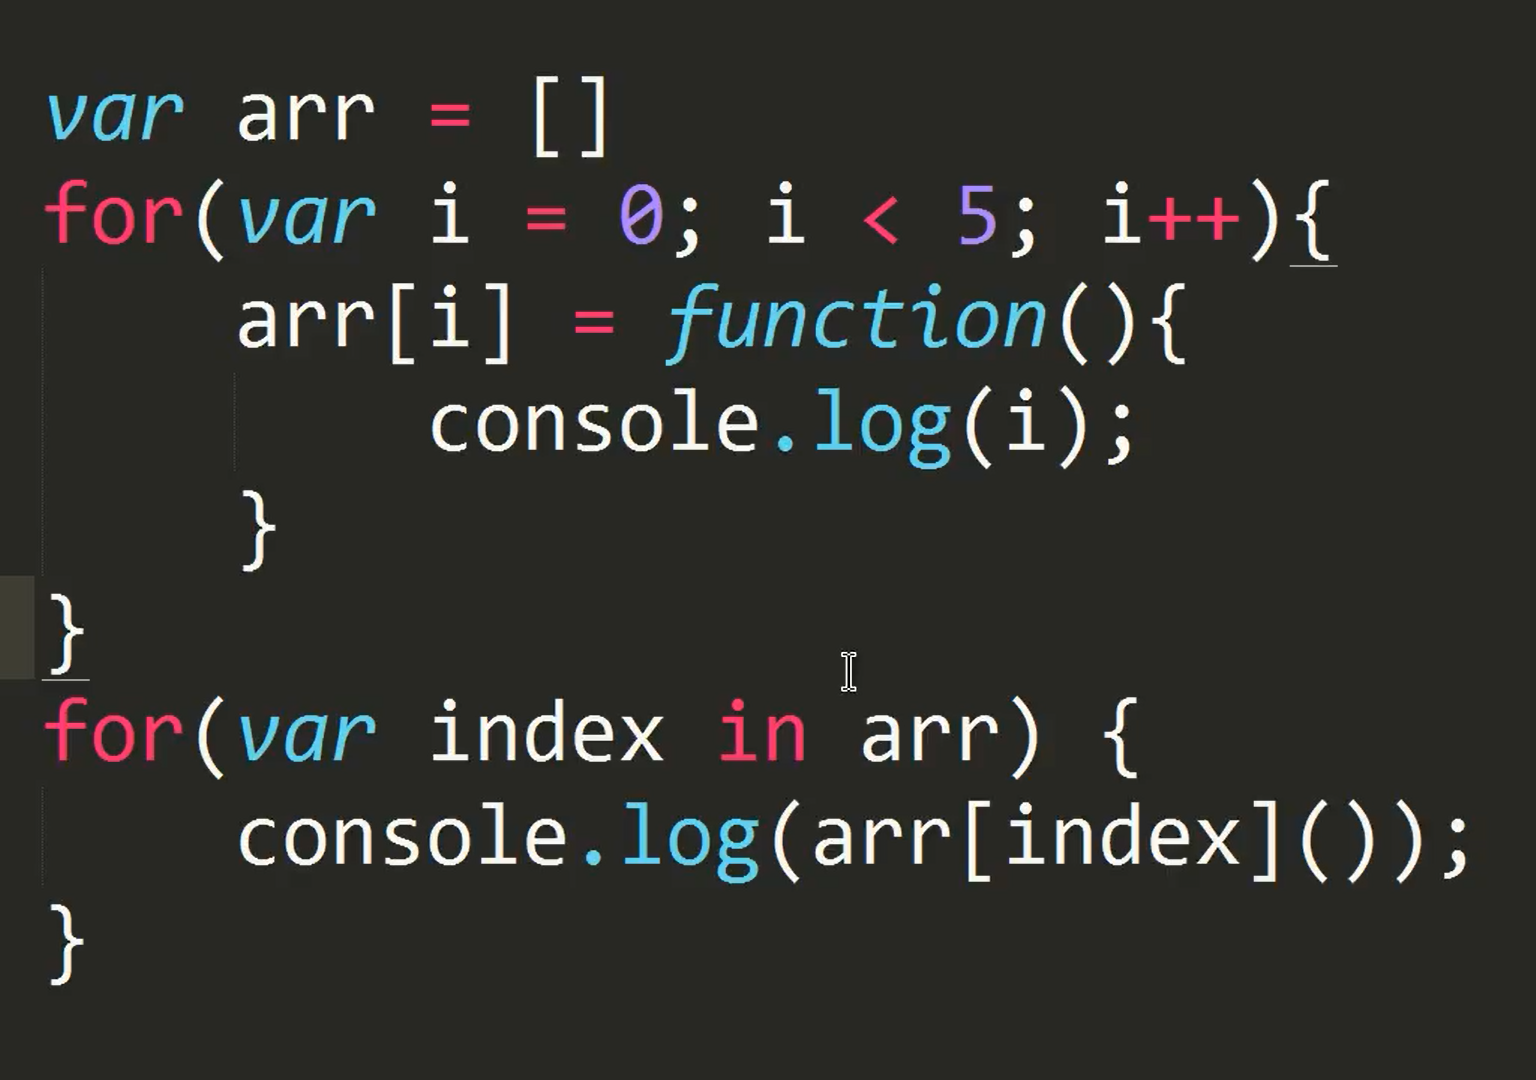 var arr = []
for(var i = 0; i < 5; i++){
    arr[i] = function(){
        console.log(i);
    }
}
for(var index in arr) {
    console.log(arr[index]());
}